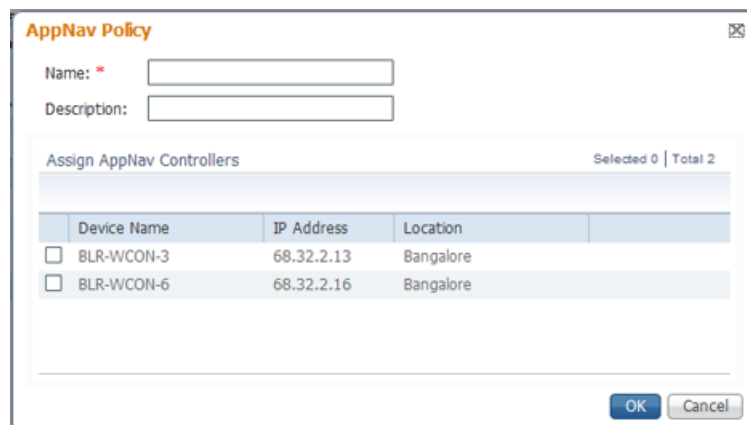 AppNav Policy
Name: *
Description:
Assign AppNav Controllers Selected 0 | Total 2
Device Name IP Address Location
BLR-WCON-3 68.32.2.13 Bangalore
BLR-WCON-6 68.32.2.16 Bangalore
OK Cancel